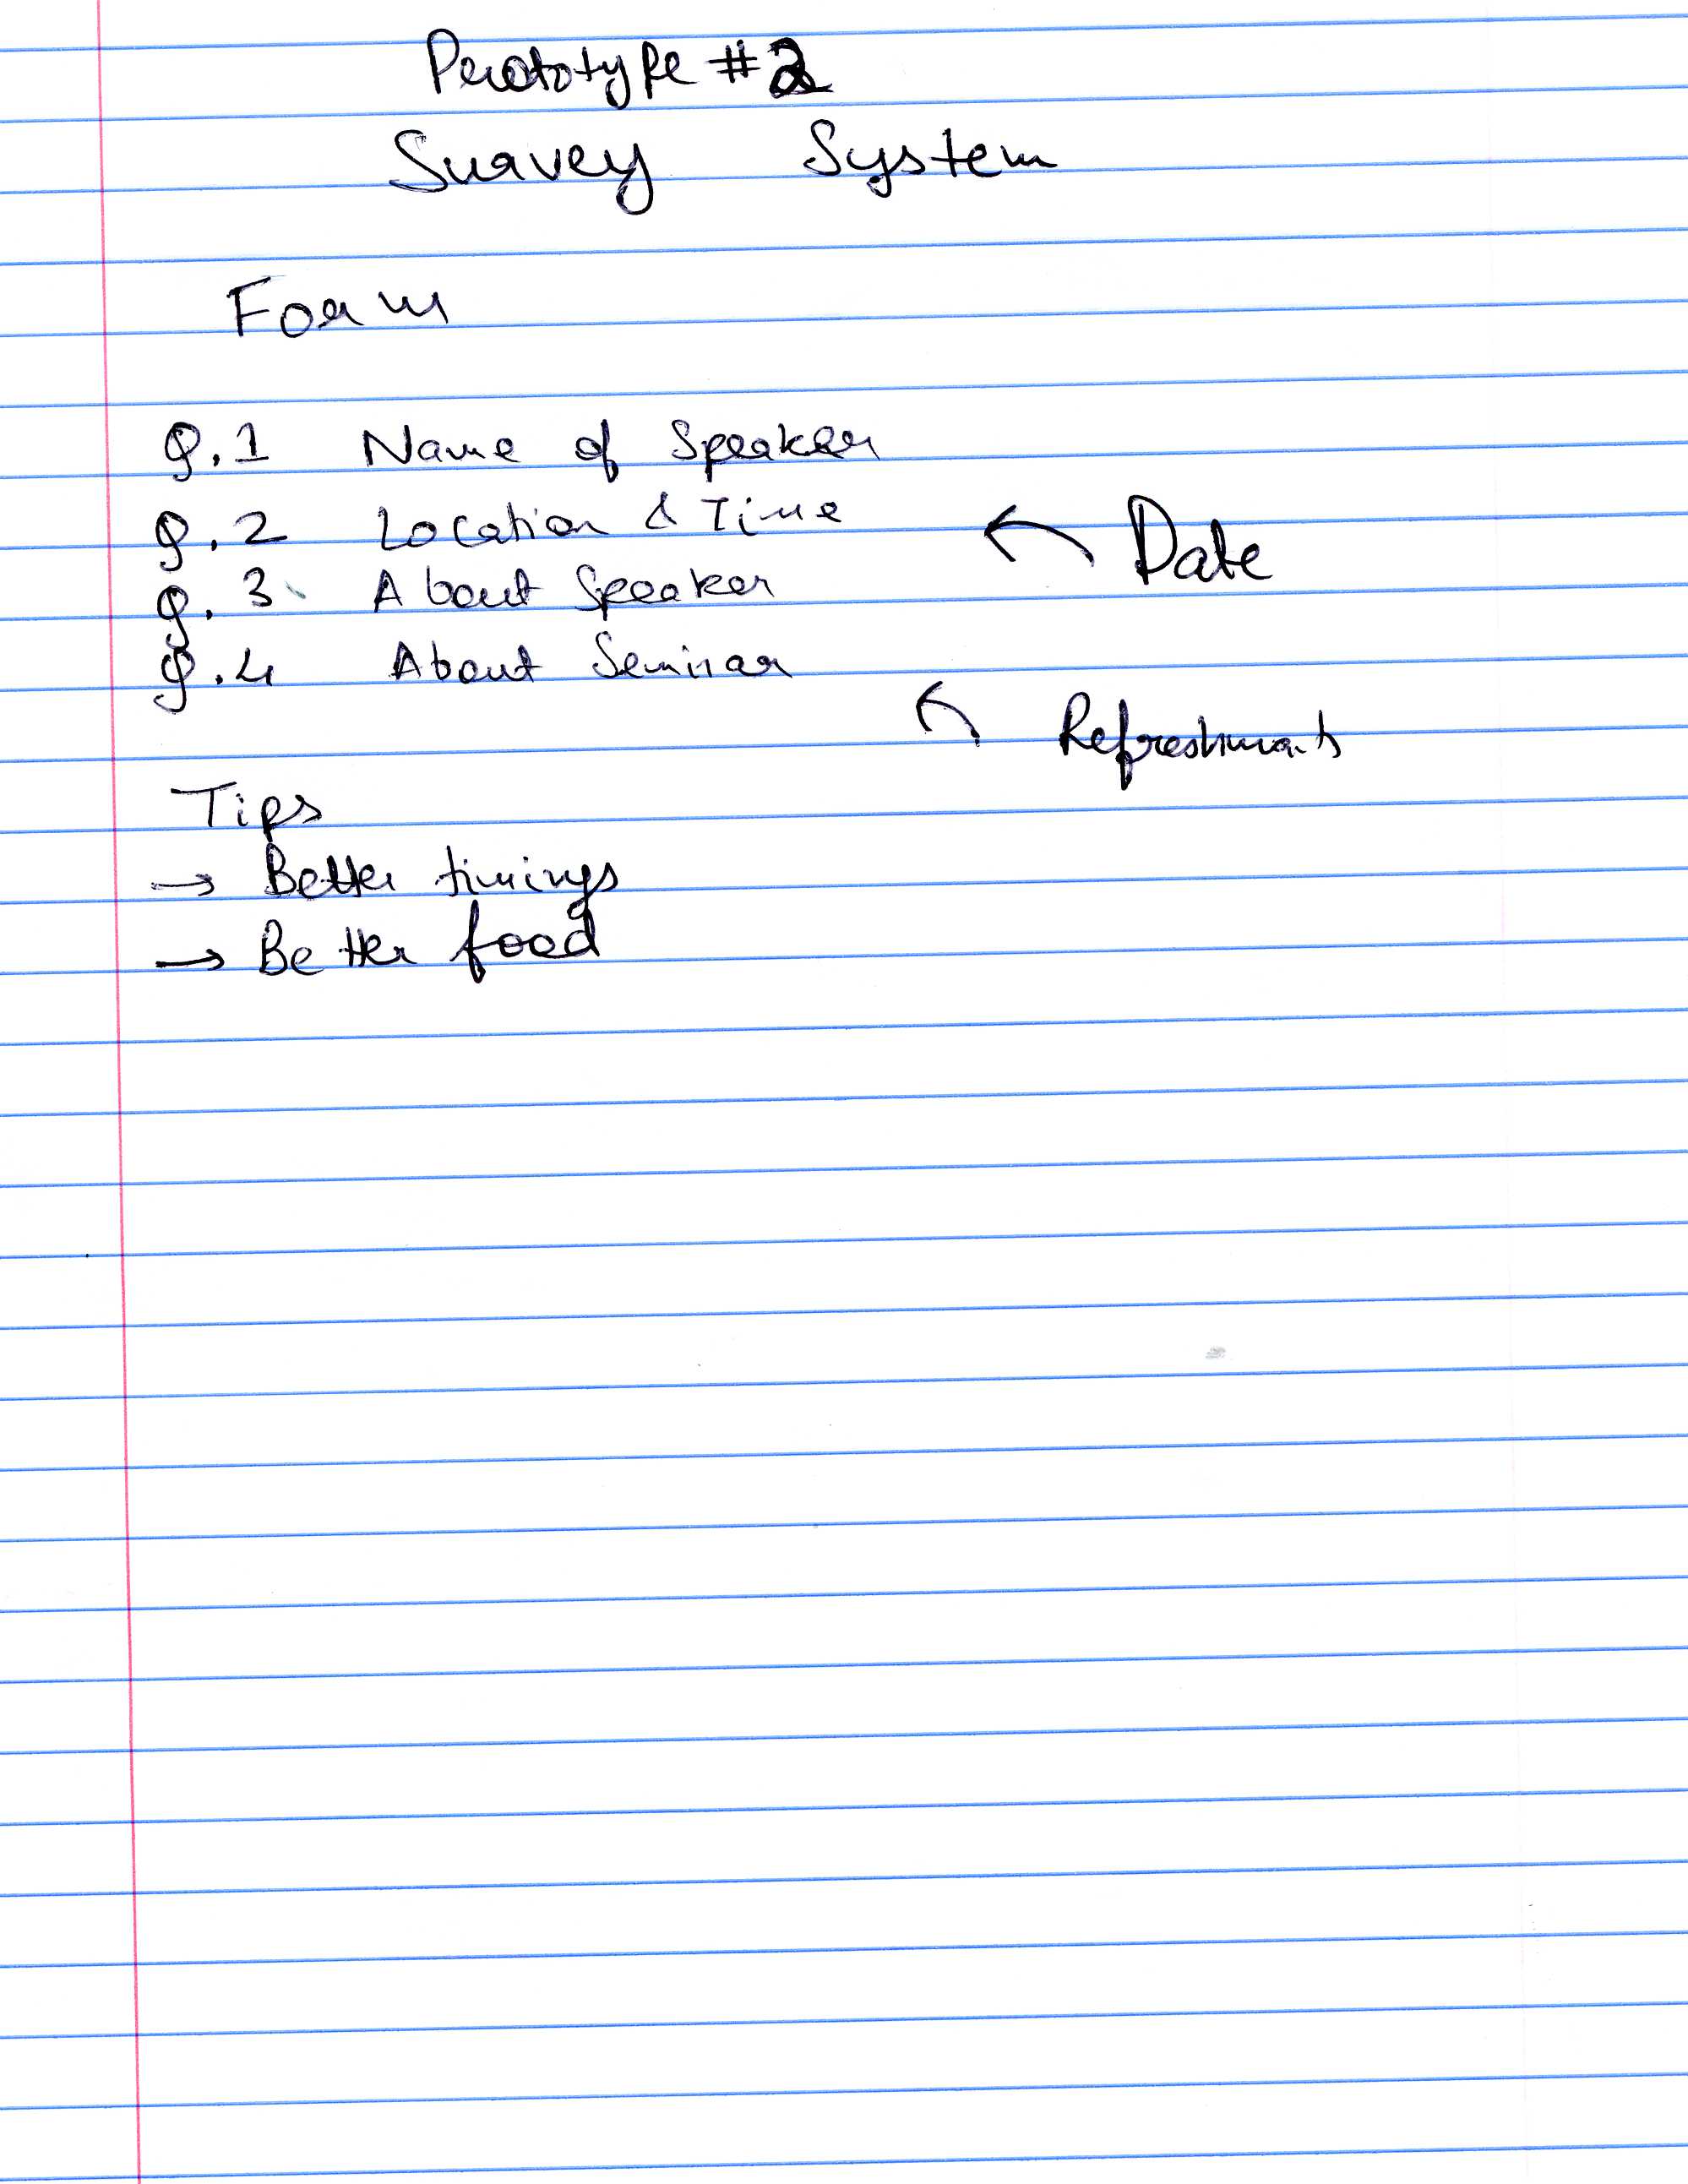 Prototype #2
Survey System
Form
Q.1 Name of Speaker
Q.2 Location & Time ← Date
Q.3 About Speaker
Q.4 About Seminar
← Refreshments
Tips
→ Better timings
→ Better food